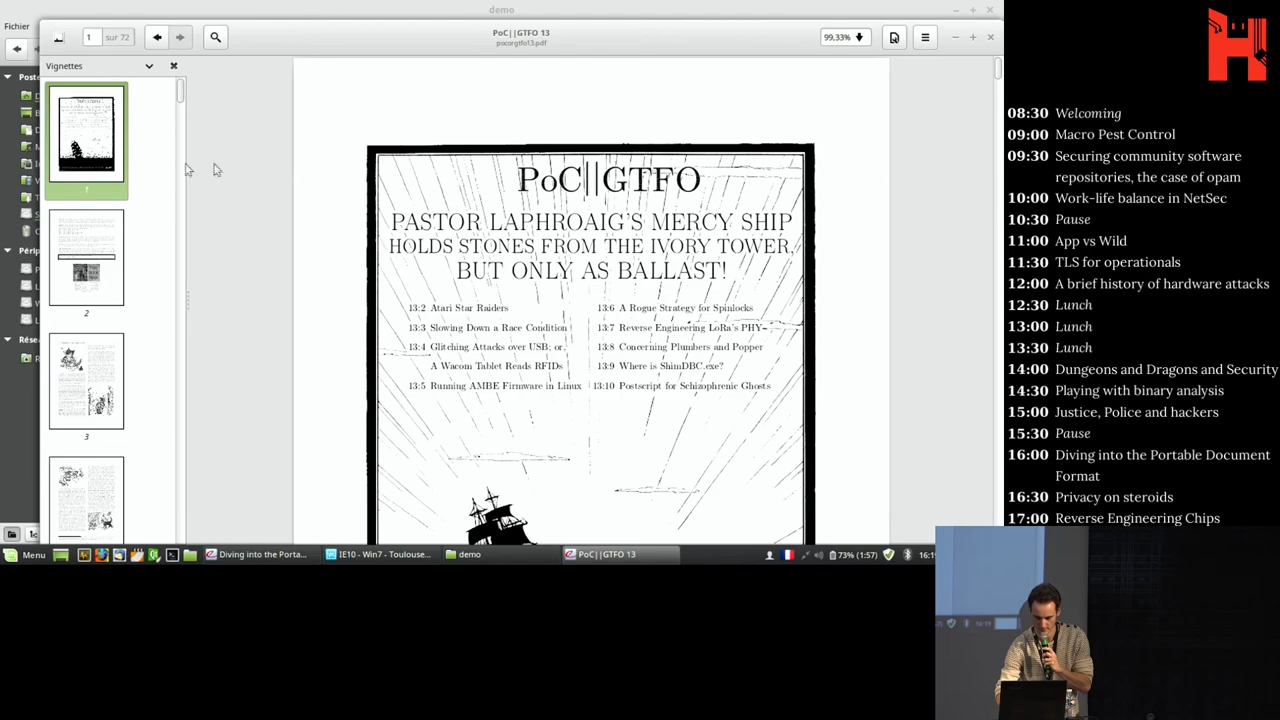 demo
Fichier
1
sur 72
PoC||GTFO 13
pocorgtfo13.pdf
99,33%
Vignettes
Poste
Périp
Résea
1
2
3
PoC||GTFO
PASTOR LAPHROAIG'S MERCY SHIP
HOLDS STONES FROM THE IVORY TOWER,
BUT ONLY AS BALLAST!
13:2 Atari Star Raiders
13:3 Slowing Down a Race Condition
13:4 Glitching Attacks over USB; or,
A Wacom Tablet Reads RFIDs
13:5 Running AMBE Firmware in Linux
13:6 A Rogue Strategy for Spinlocks
13:7 Reverse Engineering LoRa's PHY
13:8 Concerning Plumbers and Popper
13:9 Where is ShimDBC.exe?
13:10 Postscript for Schizophrenic Ghosts
Menu
Diving into the Porta...
IE10 - Win7 - Toulouse...
demo
PoC||GTFO 13
73% (1:57)
16:19
08:30 Welcoming
09:00 Macro Pest Control
09:30 Securing community software
repositories, the case of opam
10:00 Work-life balance in NetSec
10:30 Pause
11:00 App vs Wild
11:30 TLS for operationals
12:00 A brief history of hardware attacks
12:30 Lunch
13:00 Lunch
13:30 Lunch
14:00 Dungeons and Dragons and Security
14:30 Playing with binary analysis
15:00 Justice, Police and hackers
15:30 Pause
16:00 Diving into the Portable Document
Format
16:30 Privacy on steroids
17:00 Reverse Engineering Chips
16:19